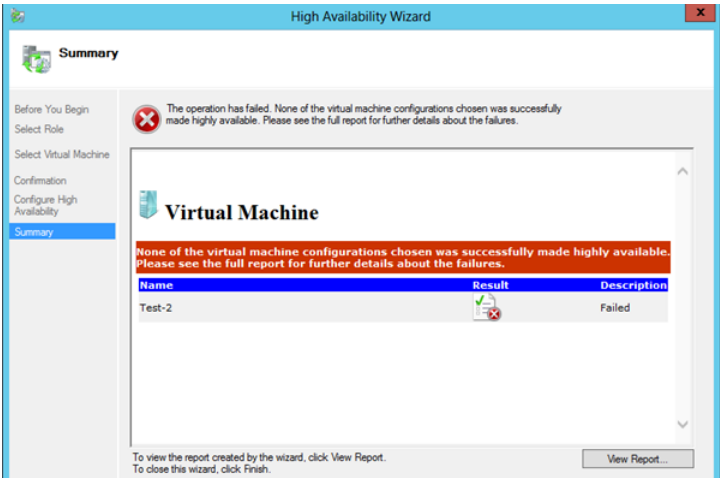 High Availability Wizard
x
Summary
Before You Begin
Select Role
Select Virtual Machine
Confirmation
Configure High
Availability
Summary
The operation has failed. None of the virtual machine configurations chosen was successfully
made highly available. Please see the full report for further details about the failures.
Virtual Machine
None of the virtual machine configurations chosen was successfully made highly available.
Please see the full report for further details about the failures.
Name Result Description
Test-2 Failed
To view the report created by the wizard, click View Report.
To close this wizard, click Finish.
View Report...